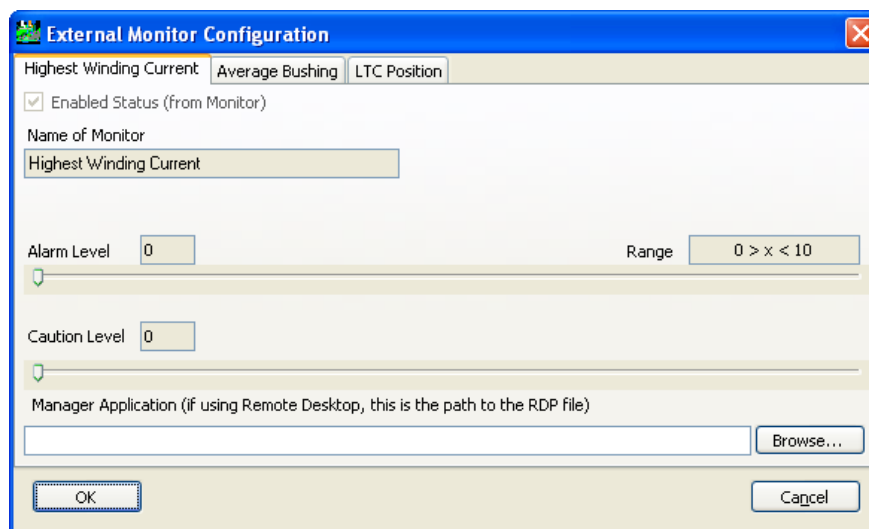 External Monitor Configuration
Highest Winding Current Average Bushing LTC Position
Enabled Status (from Monitor)
Name of Monitor
Highest Winding Current
Alarm Level 0 Range 0 > x < 10
Caution Level 0
Manager Application (if using Remote Desktop, this is the path to the RDP file)
Browse...
OK Cancel